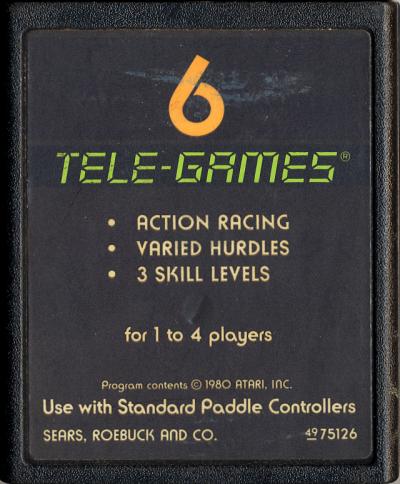 6
TELE-GAMES®
• ACTION RACING
• VARIED HURDLES
• 3 SKILL LEVELS
for 1 to 4 players
Program contents © 1980 ATARI, INC.
Use with Standard Paddle Controllers
SEARS, ROEBUCK AND CO. 49 75126